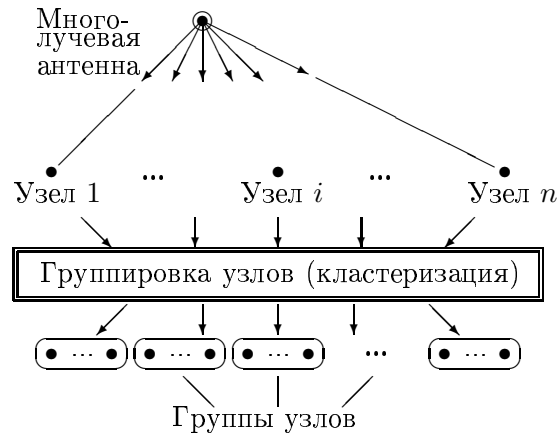 Много-
лучевая
антенна
Узел 1 ... Узел i ... Узел n
Группировка узлов (кластеризация)
... ... ... ... ...
Группы узлов